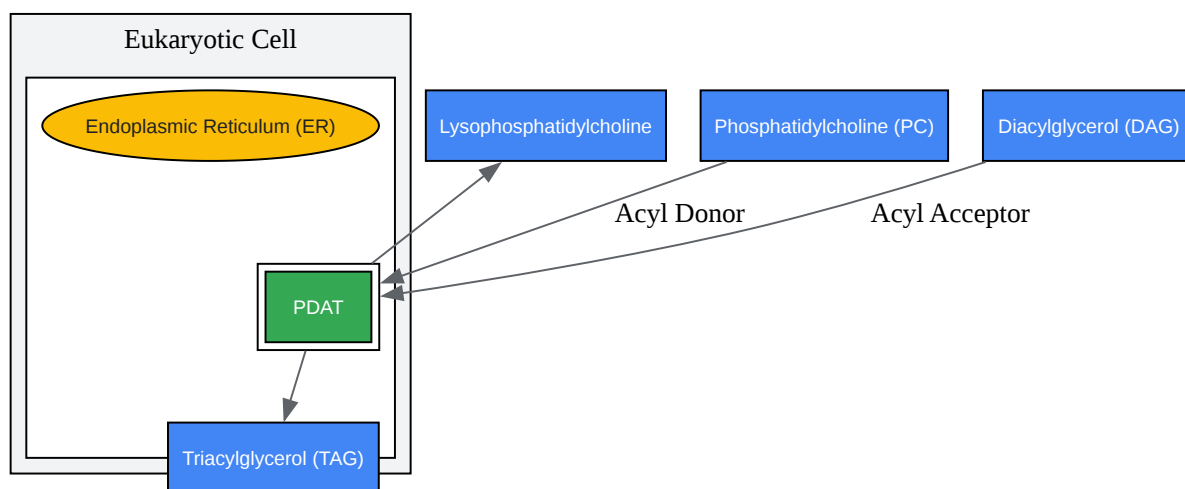 Eukaryotic Cell
Endoplasmic Reticulum (ER)
Lysophosphatidylcholine
Phosphatidylcholine (PC)
Diacylglycerol (DAG)
Acyl Donor
Acyl Acceptor
PDAT
Triacylglycerol (TAG)